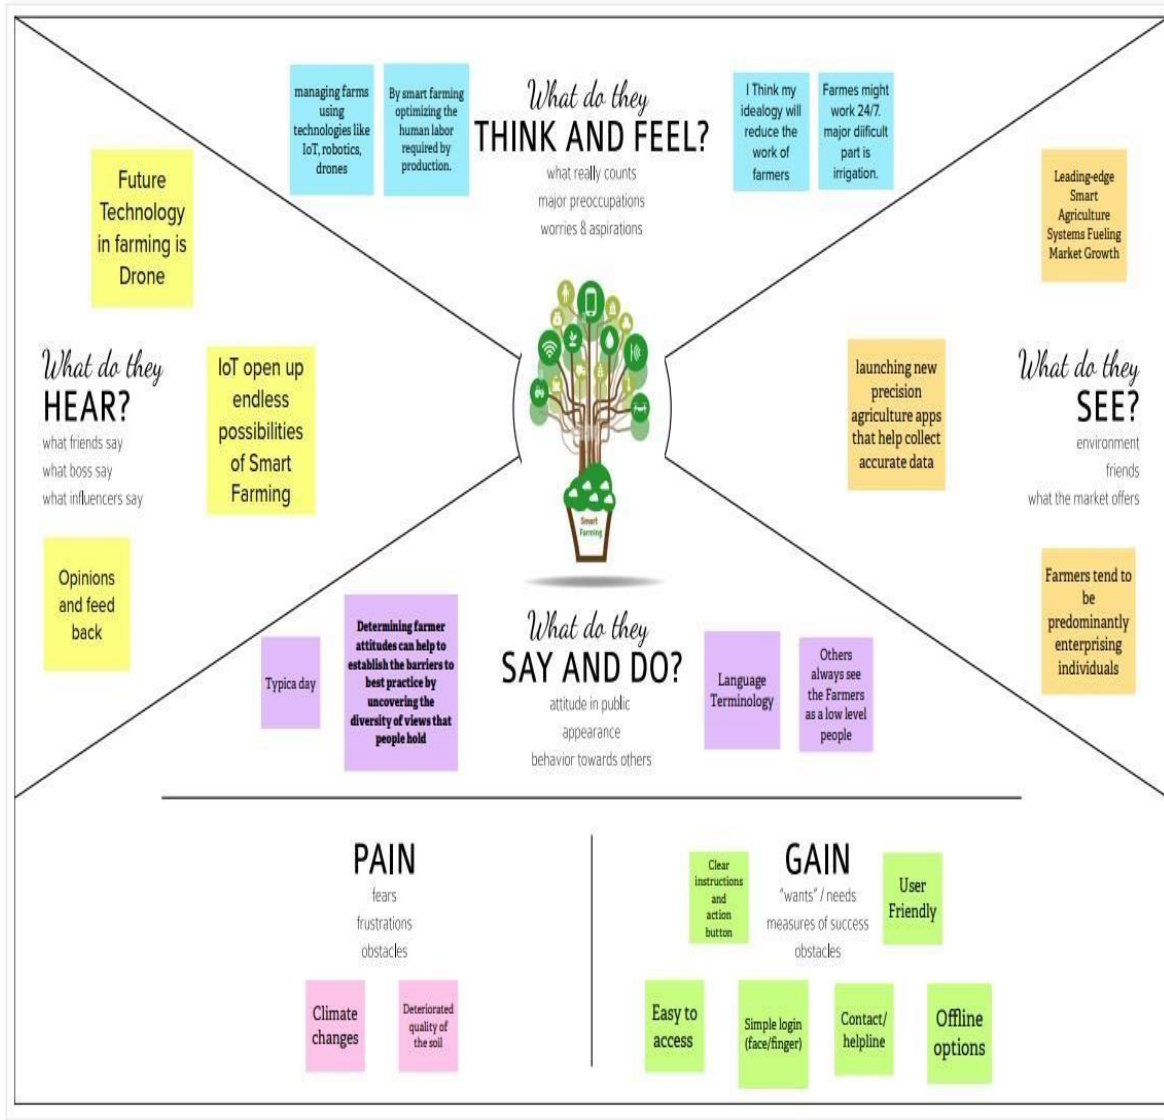 managing farms
using
technologies like
IoT, robotics,
drones
By smart farming
optimizing the
human labor
required by
production.
What do they
THINK AND FEEL?
what really counts
major preoccupations
worries & aspirations
I Think my
idealogy will
reduce the
work of
farmers
Farmes might
work 24/7.
major diificult
part is
irrigation.
Future
Technology
in farming is
Drone
What do they
HEAR?
what friends say
what boss say
what influencers say
IoT open up
endless
possibilities
of Smart
Farming
Opinions
and feed
back
Smart
Farming
Leading-edge
Smart
Agriculture
Systems Fueling
Market Growth
launching new
precision
agriculture apps
that help collect
accurate data
What do they
SEE?
environment
friends
what the market offers
Farmers tend to
be
predominantly
enterprising
individuals
Typica day
Determining farmer
attitudes can help to
establish the barriers to
best practice by
uncovering the
diversity of views that
people hold
What do they
SAY AND DO?
attitude in public
appearance
behavior towards others
Language
Terminology
Others
always see
the Farmers
as a low level
people
PAIN
fears
frustrations
obstacles
Climate
changes
Deteriorated
quality of
the soil
Clear
instructions
and
action
button
GAIN
"wants" / needs
measures of success
obstacles
User
Friendly
Easy to
access
Simple login
(face/finger)
Contact/
helpline
Offline
options